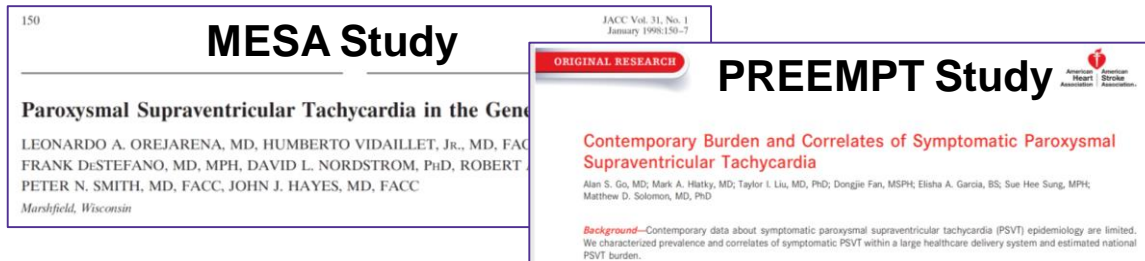 150
JACC Vol. 31, No. 1
January 1998:150–7
MESA Study
Paroxysmal Supraventricular Tachycardia in the Gene
LEONARDO A. OREJARENA, MD, HUMBERTO VIDAILLET, JR., MD, FAC
FRANK DESTEFANO, MD, MPH, DAVID L. NORDSTROM, PHD, ROBERT
PETER N. SMITH, MD, FACC, JOHN J. HAYES, MD, FACC
Marshfield, Wisconsin
ORIGINAL RESEARCH
PREEMPT Study
American Heart Association
American Stroke Association.
Contemporary Burden and Correlates of Symptomatic Paroxysmal
Supraventricular Tachycardia
Alan S. Go, MD; Mark A. Hlatky, MD; Taylor I. Liu, MD, PhD; Dongjie Fan, MSPH; Elisha A. Garcia, BS; Sue Hee Sung, MPH;
Matthew D. Solomon, MD, PhD
Background—Contemporary data about symptomatic paroxysmal supraventricular tachycardia (PSVT) epidemiology are limited.
We characterized prevalence and correlates of symptomatic PSVT within a large healthcare delivery system and estimated national
PSVT burden.